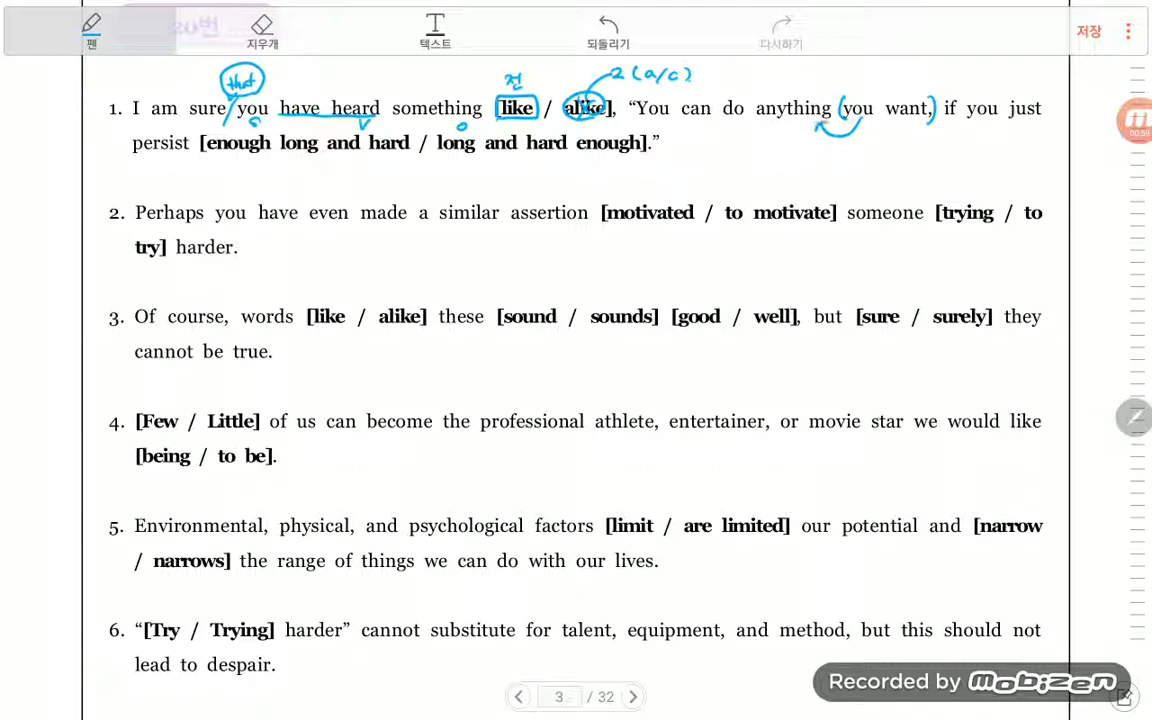 20번
펜 지우개 텍스트 되돌리기 다시하기 저장
that 전 2 (a/c)
1. I am sure you have heard something [like / alike], “You can do anything (you want,) if you just
S V O
persist [enough long and hard / long and hard enough].”
2. Perhaps you have even made a similar assertion [motivated / to motivate] someone [trying / to
try] harder.
3. Of course, words [like / alike] these [sound / sounds] [good / well], but [sure / surely] they
cannot be true.
4. [Few / Little] of us can become the professional athlete, entertainer, or movie star we would like
[being / to be].
5. Environmental, physical, and psychological factors [limit / are limited] our potential and [narrow
/ narrows] the range of things we can do with our lives.
6. “[Try / Trying] harder” cannot substitute for talent, equipment, and method, but this should not
lead to despair.
3 / 32
Recorded by mobizen